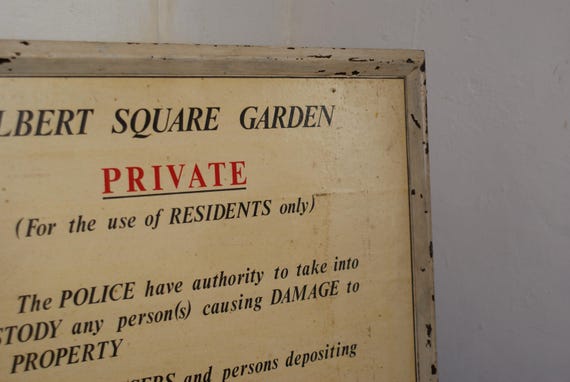 LBERT SQUARE GARDEN
PRIVATE
(For the use of RESIDENTS only)
The POLICE have authority to take into
STODY any person(s) causing DAMAGE to
PROPERTY
and persons depositing